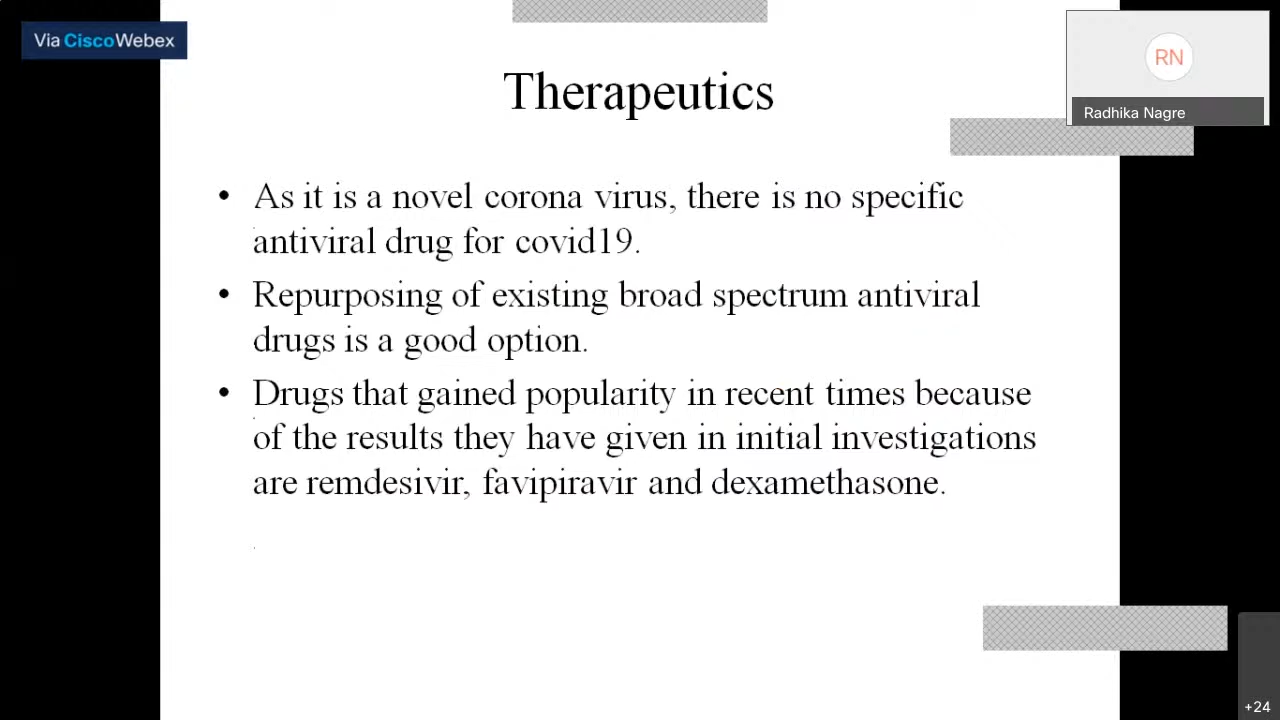 Via CiscoWebex
RN
Radhika Nagre
Therapeutics
• As it is a novel corona virus, there is no specific
antiviral drug for covid19.
• Repurposing of existing broad spectrum antiviral
drugs is a good option.
• Drugs that gained popularity in recent times because
of the results they have given in initial investigations
are remdesivir, favipiravir and dexamethasone.
+24